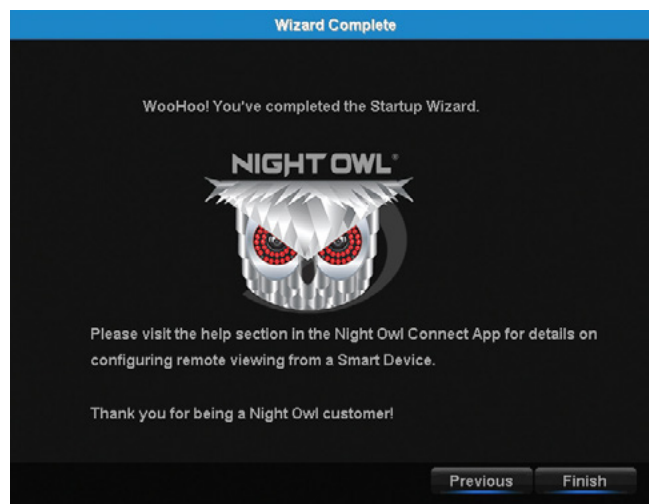 Wizard Complete
WooHoo! You've completed the Startup Wizard.
NIGHT OWL®
Please visit the help section in the Night Owl Connect App for details on
configuring remote viewing from a Smart Device.
Thank you for being a Night Owl customer!
Previous Finish